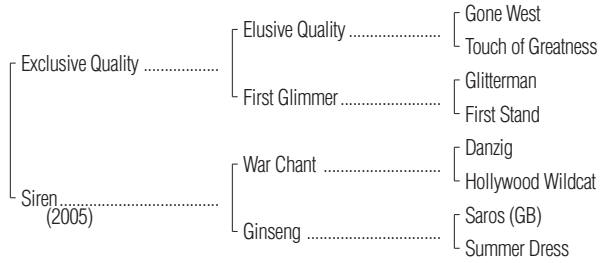 Gone West
Elusive Quality ....................
Touch of Greatness
Exclusive Quality ................
Glitterman
First Glimmer......................
First Stand
Danzig
War Chant .........................
Hollywood Wildcat
Siren...................................
(2005)
Saros (GB)
Ginseng .............................
Summer Dress